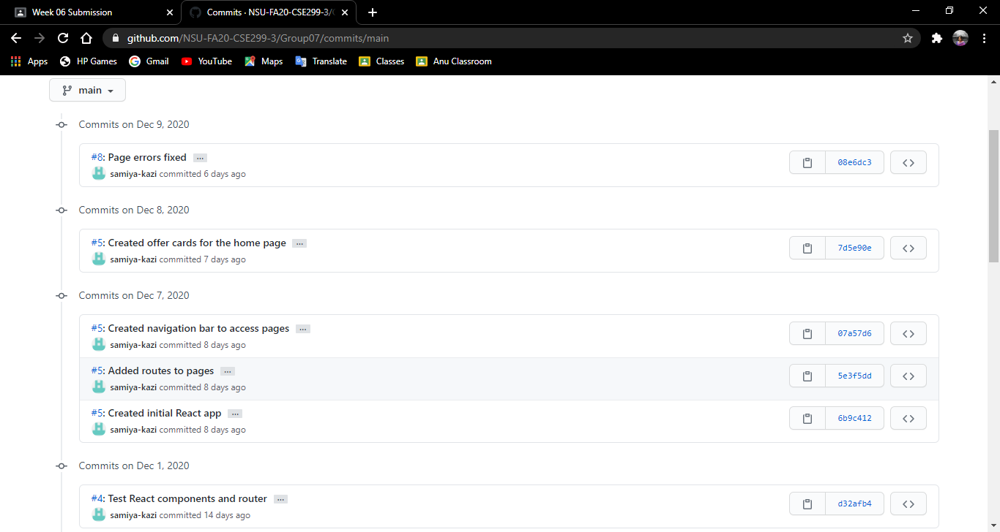 Week 06 Submission
Commits · NSU-FA20-CSE299-3/
github.com/NSU-FA20-CSE299-3/Group07/commits/main
Apps HP Games Gmail YouTube Maps Translate Classes Anu Classroom
main
Commits on Dec 9, 2020
#8: Page errors fixed …
samiya-kazi committed 6 days ago
08e6dc3
Commits on Dec 8, 2020
#5: Created offer cards for the home page …
samiya-kazi committed 7 days ago
7d5e90e
Commits on Dec 7, 2020
#5: Created navigation bar to access pages …
samiya-kazi committed 8 days ago
07a57d6
#5: Added routes to pages …
samiya-kazi committed 8 days ago
5e3f5dd
#5: Created initial React app …
samiya-kazi committed 8 days ago
6b9c412
Commits on Dec 1, 2020
#4: Test React components and router …
samiya-kazi committed 14 days ago
d32afb4